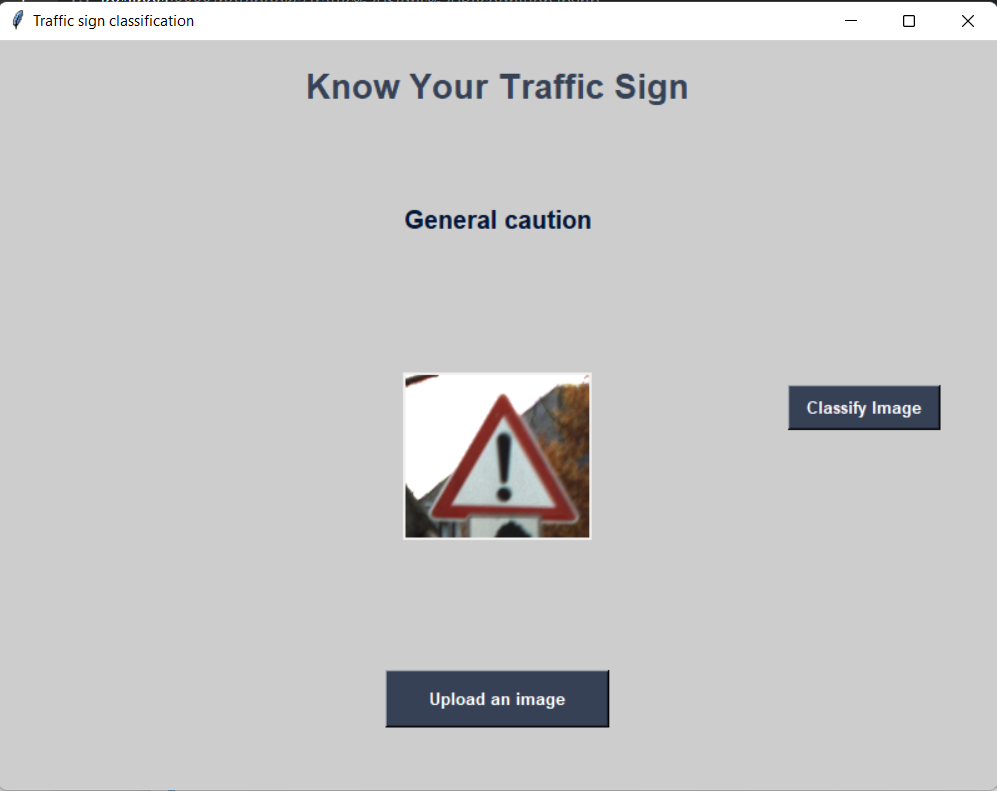 Traffic sign classification
Know Your Traffic Sign
General caution
Classify Image
Upload an image